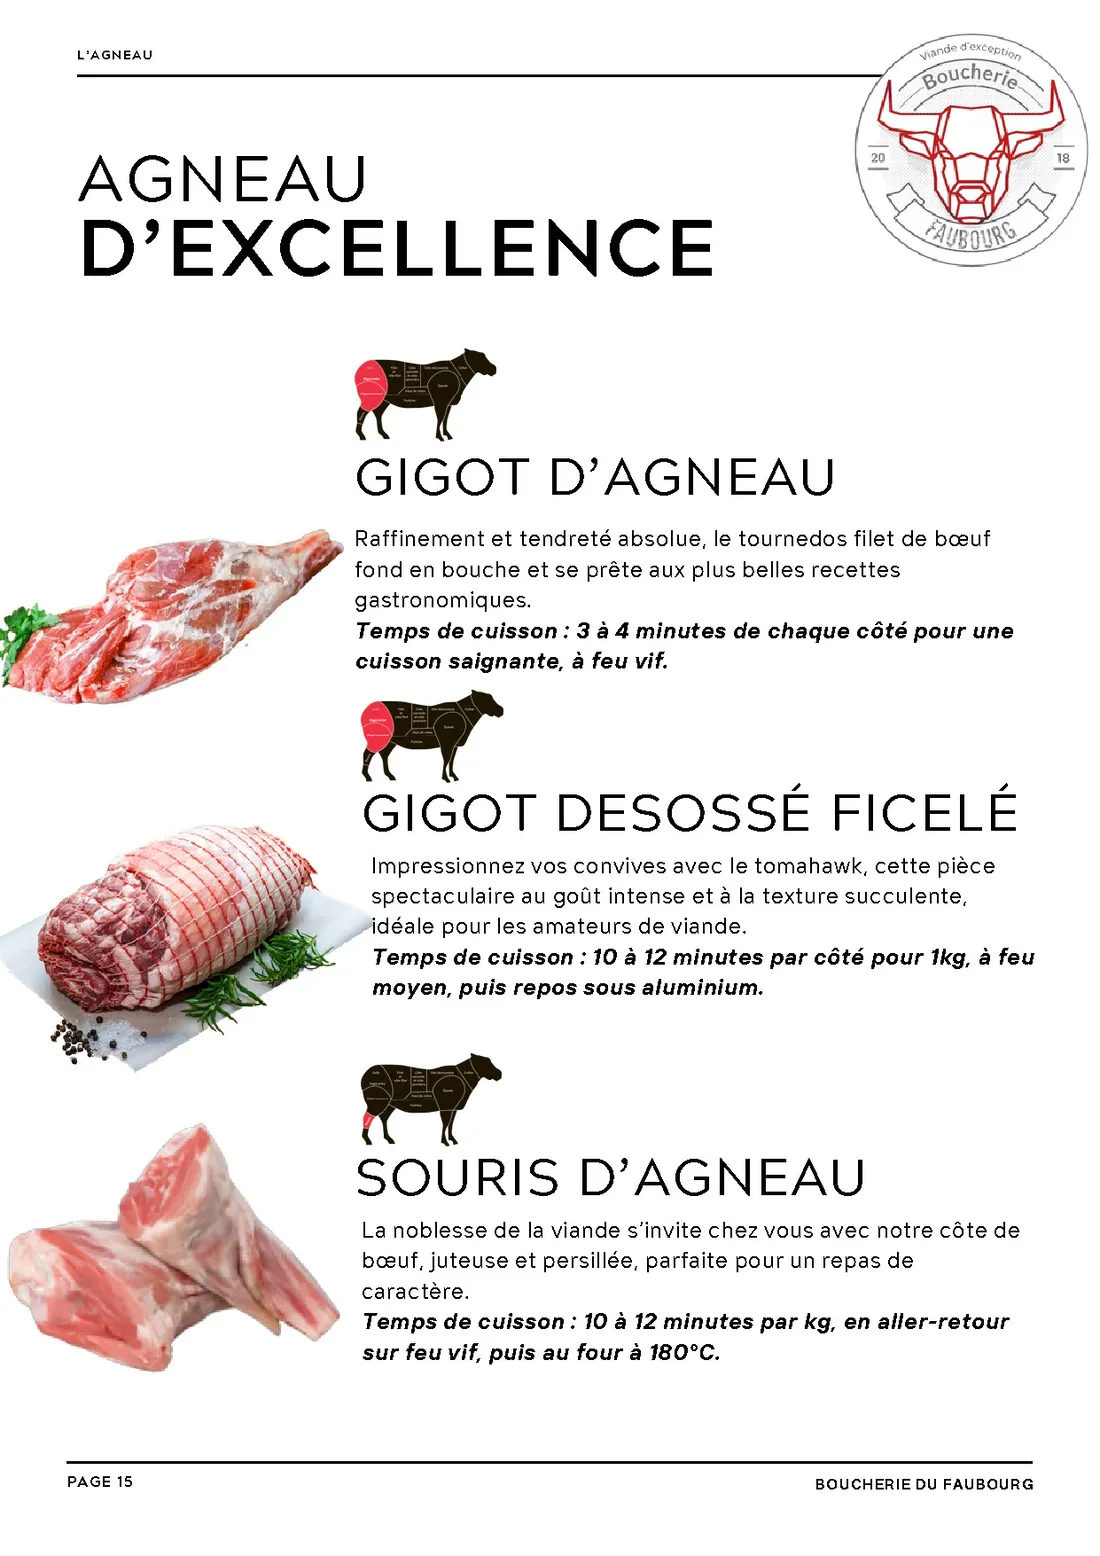 L'AGNEAU
Viande d'exception
Boucherie
20
18
FAUBOURG
AGNEAU
D'EXCELLENCE
GIGOT D'AGNEAU
Raffinement et tendreté absolue, le tournedos filet de bœuf
fond en bouche et se prête aux plus belles recettes
gastronomiques.
Temps de cuisson : 3 à 4 minutes de chaque côté pour une
cuisson saignante, à feu vif.
GIGOT DESOSSÉ FICELÉ
Impressionnez vos convives avec le tomahawk, cette pièce
spectaculaire au goût intense et à la texture succulente,
idéale pour les amateurs de viande.
Temps de cuisson : 10 à 12 minutes par côté pour 1kg, à feu
moyen, puis repos sous aluminium.
SOURIS D'AGNEAU
La noblesse de la viande s'invite chez vous avec notre côte de
bœuf, juteuse et persillée, parfaite pour un repas de
caractère.
Temps de cuisson : 10 à 12 minutes par kg, en aller-retour
sur feu vif, puis au four à 180°C.
PAGE 15
BOUCHERIE DU FAUBOURG